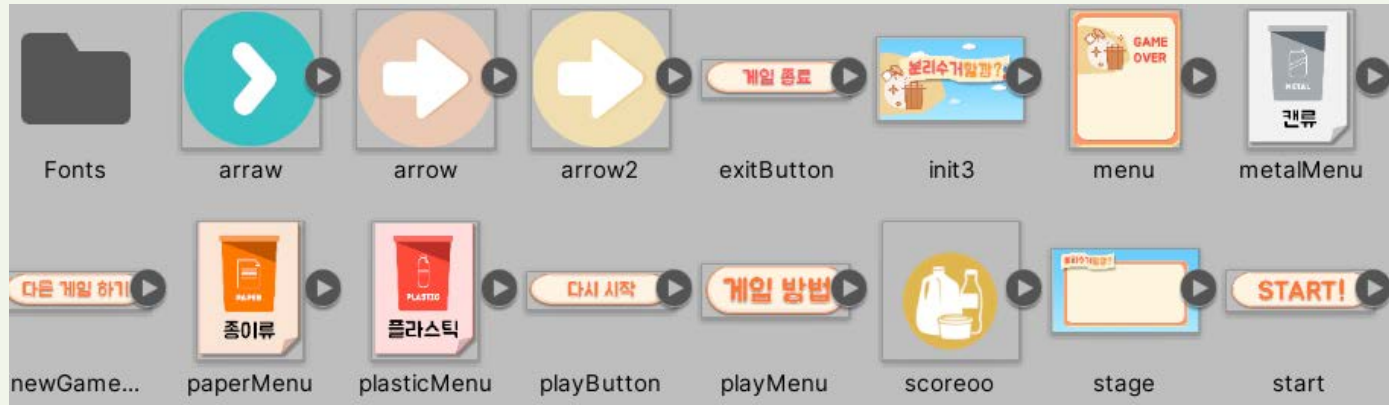 게임 종료
분리수거할까?
GAME
OVER
METAL
캔류
Fonts
arraw
arrow
arrow2
exitButton
init3
menu
metalMenu
다른 게임 하기
PAPER
종이류
PLASTIC
플라스틱
다시 시작
게임 방법
분리수거할까?
START!
newGame...
paperMenu
plasticMenu
playButton
playMenu
scoreoo
stage
start